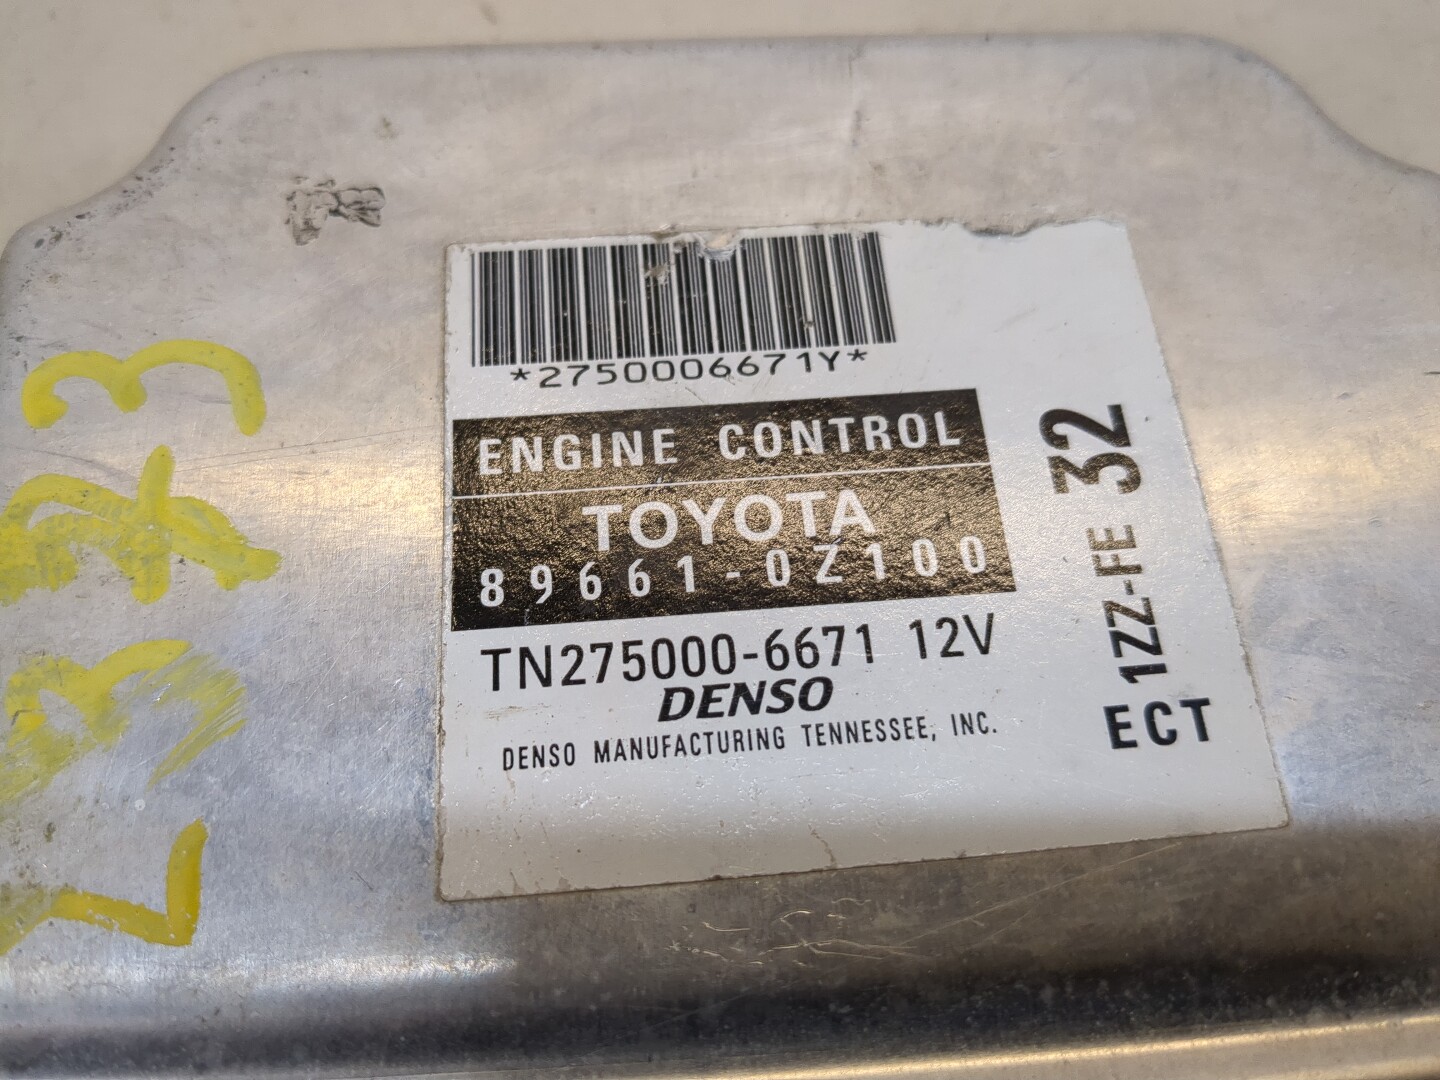 *2750006671Y*
ENGINE CONTROL
TOYOTA
89661-0Z100
TN275000-6671 12V
DENSO
DENSO MANUFACTURING TENNESSEE, INC.
32
1ZZ-FE
ECT